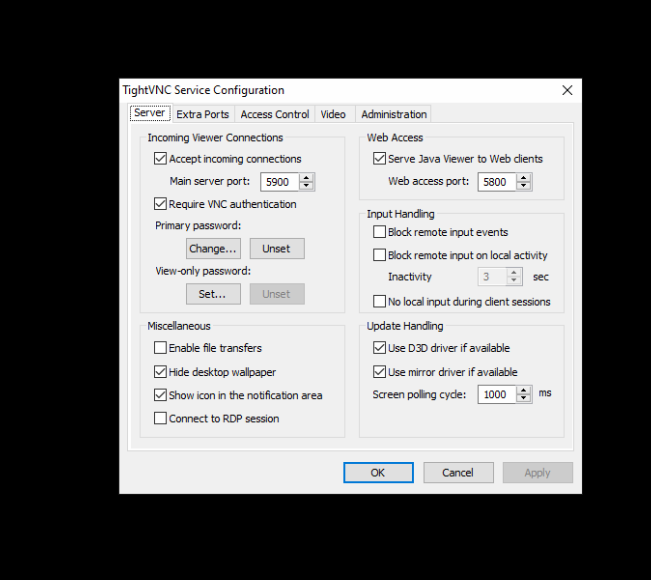 TightVNC Service Configuration
Server Extra Ports Access Control Video Administration
Incoming Viewer Connections
Accept incoming connections
Main server port: 5900
Require VNC authentication
Primary password:
Change... Unset
View-only password:
Set... Unset
Web Access
Serve Java Viewer to Web clients
Web access port: 5800
Input Handling
Block remote input events
Block remote input on local activity
Inactivity 3 sec
No local input during client sessions
Miscellaneous
Enable file transfers
Hide desktop wallpaper
Show icon in the notification area
Connect to RDP session
Update Handling
Use D3D driver if available
Use mirror driver if available
Screen polling cycle: 1000 ms
OK Cancel Apply